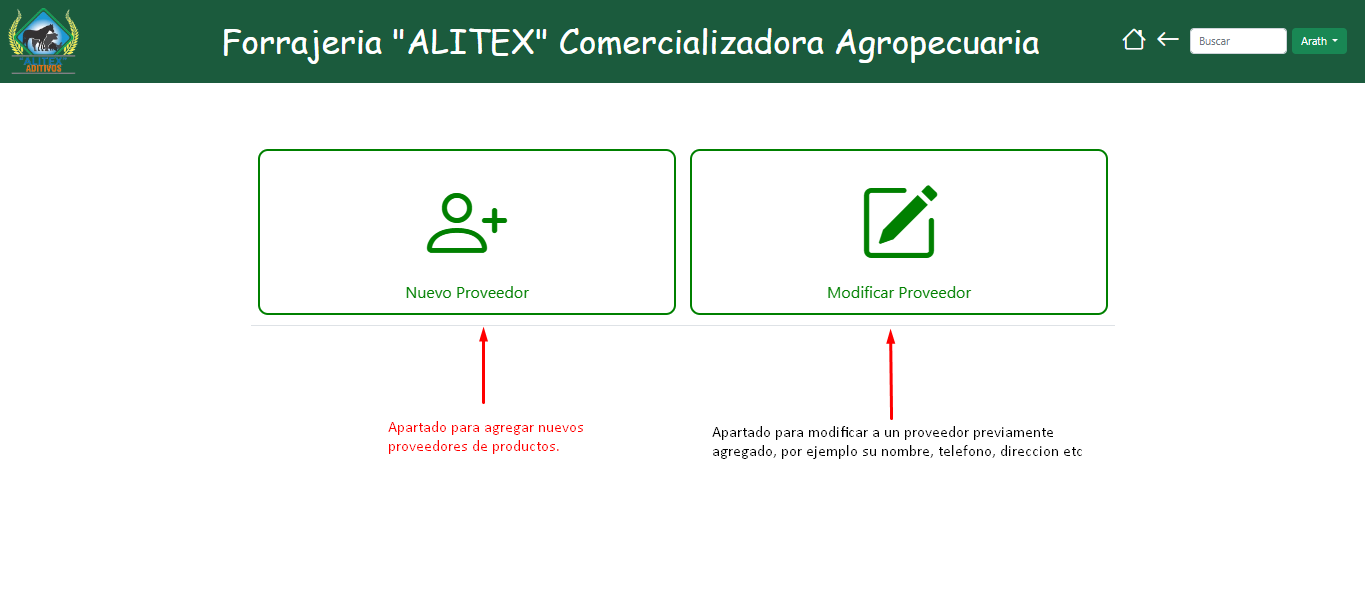 "ALITEX"
ADITIVOS
Forrajeria "ALITEX" Comercializadora Agropecuaria
Buscar
Arath
Nuevo Proveedor
Modificar Proveedor
Apartado para agregar nuevos
proveedores de productos.
Apartado para modificar a un proveedor previamente
agregado, por ejemplo su nombre, telefono, direccion etc